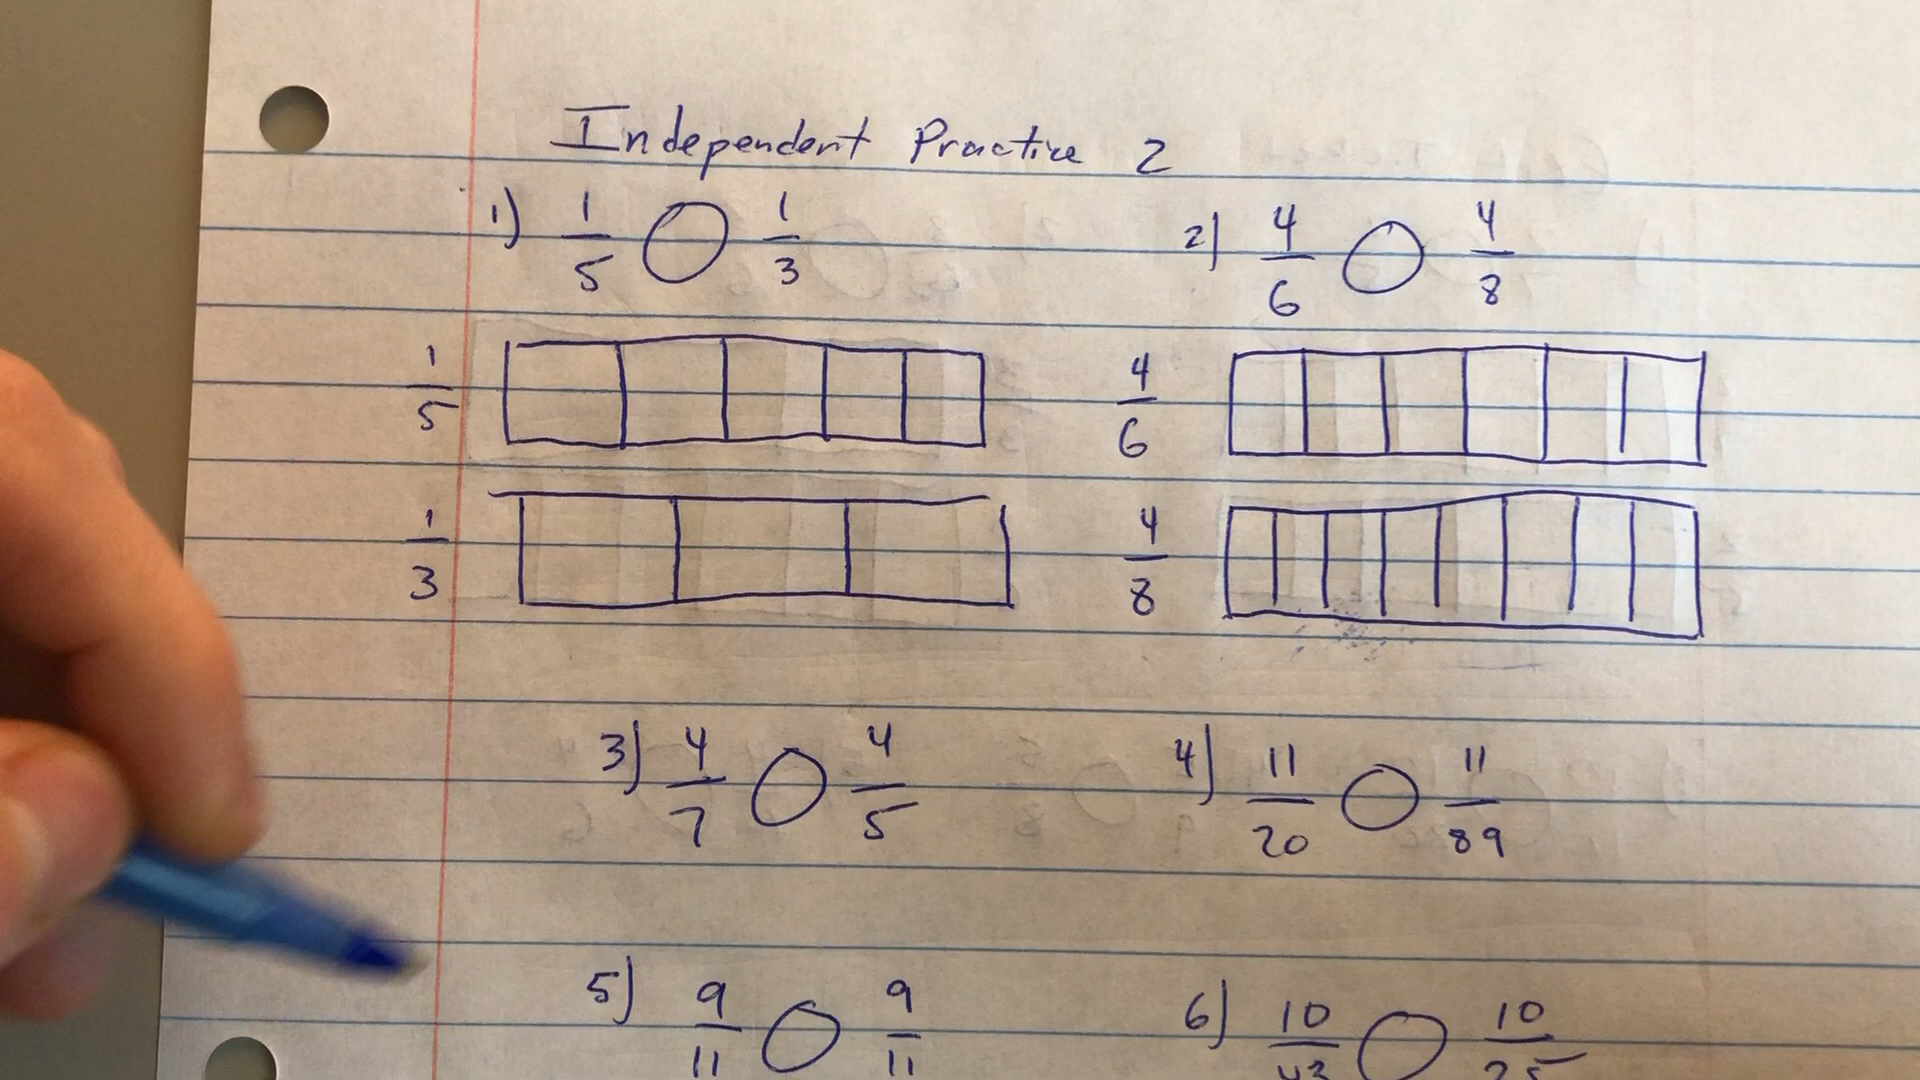 Independent Practice 2
1) 1/5 ○ 1/3
2) 4/6 ○ 4/8
1/5
4/6
1/3
4/8
3) 4/7 ○ 4/5
4) 11/20 ○ 11/89
5) 9/11 ○ 9/11
6) 10/43 ○ 10/25